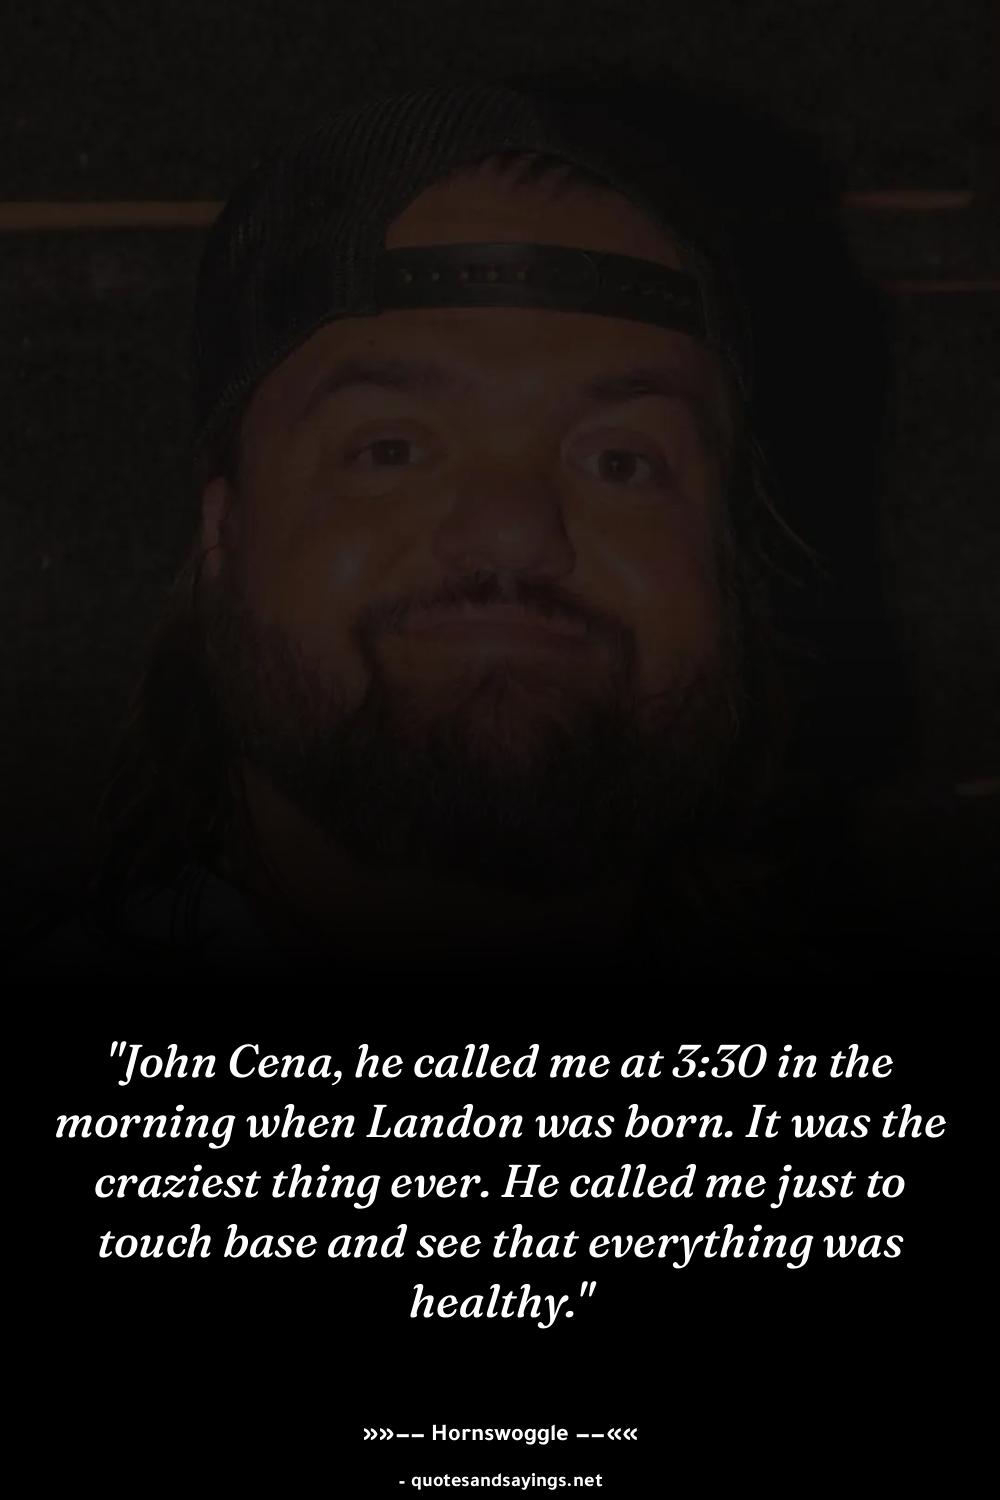 "John Cena, he called me at 3:30 in the
morning when Landon was born. It was the
craziest thing ever. He called me just to
touch base and see that everything was
healthy."
»»−− Hornswoggle −−««
- quotesandsayings.net